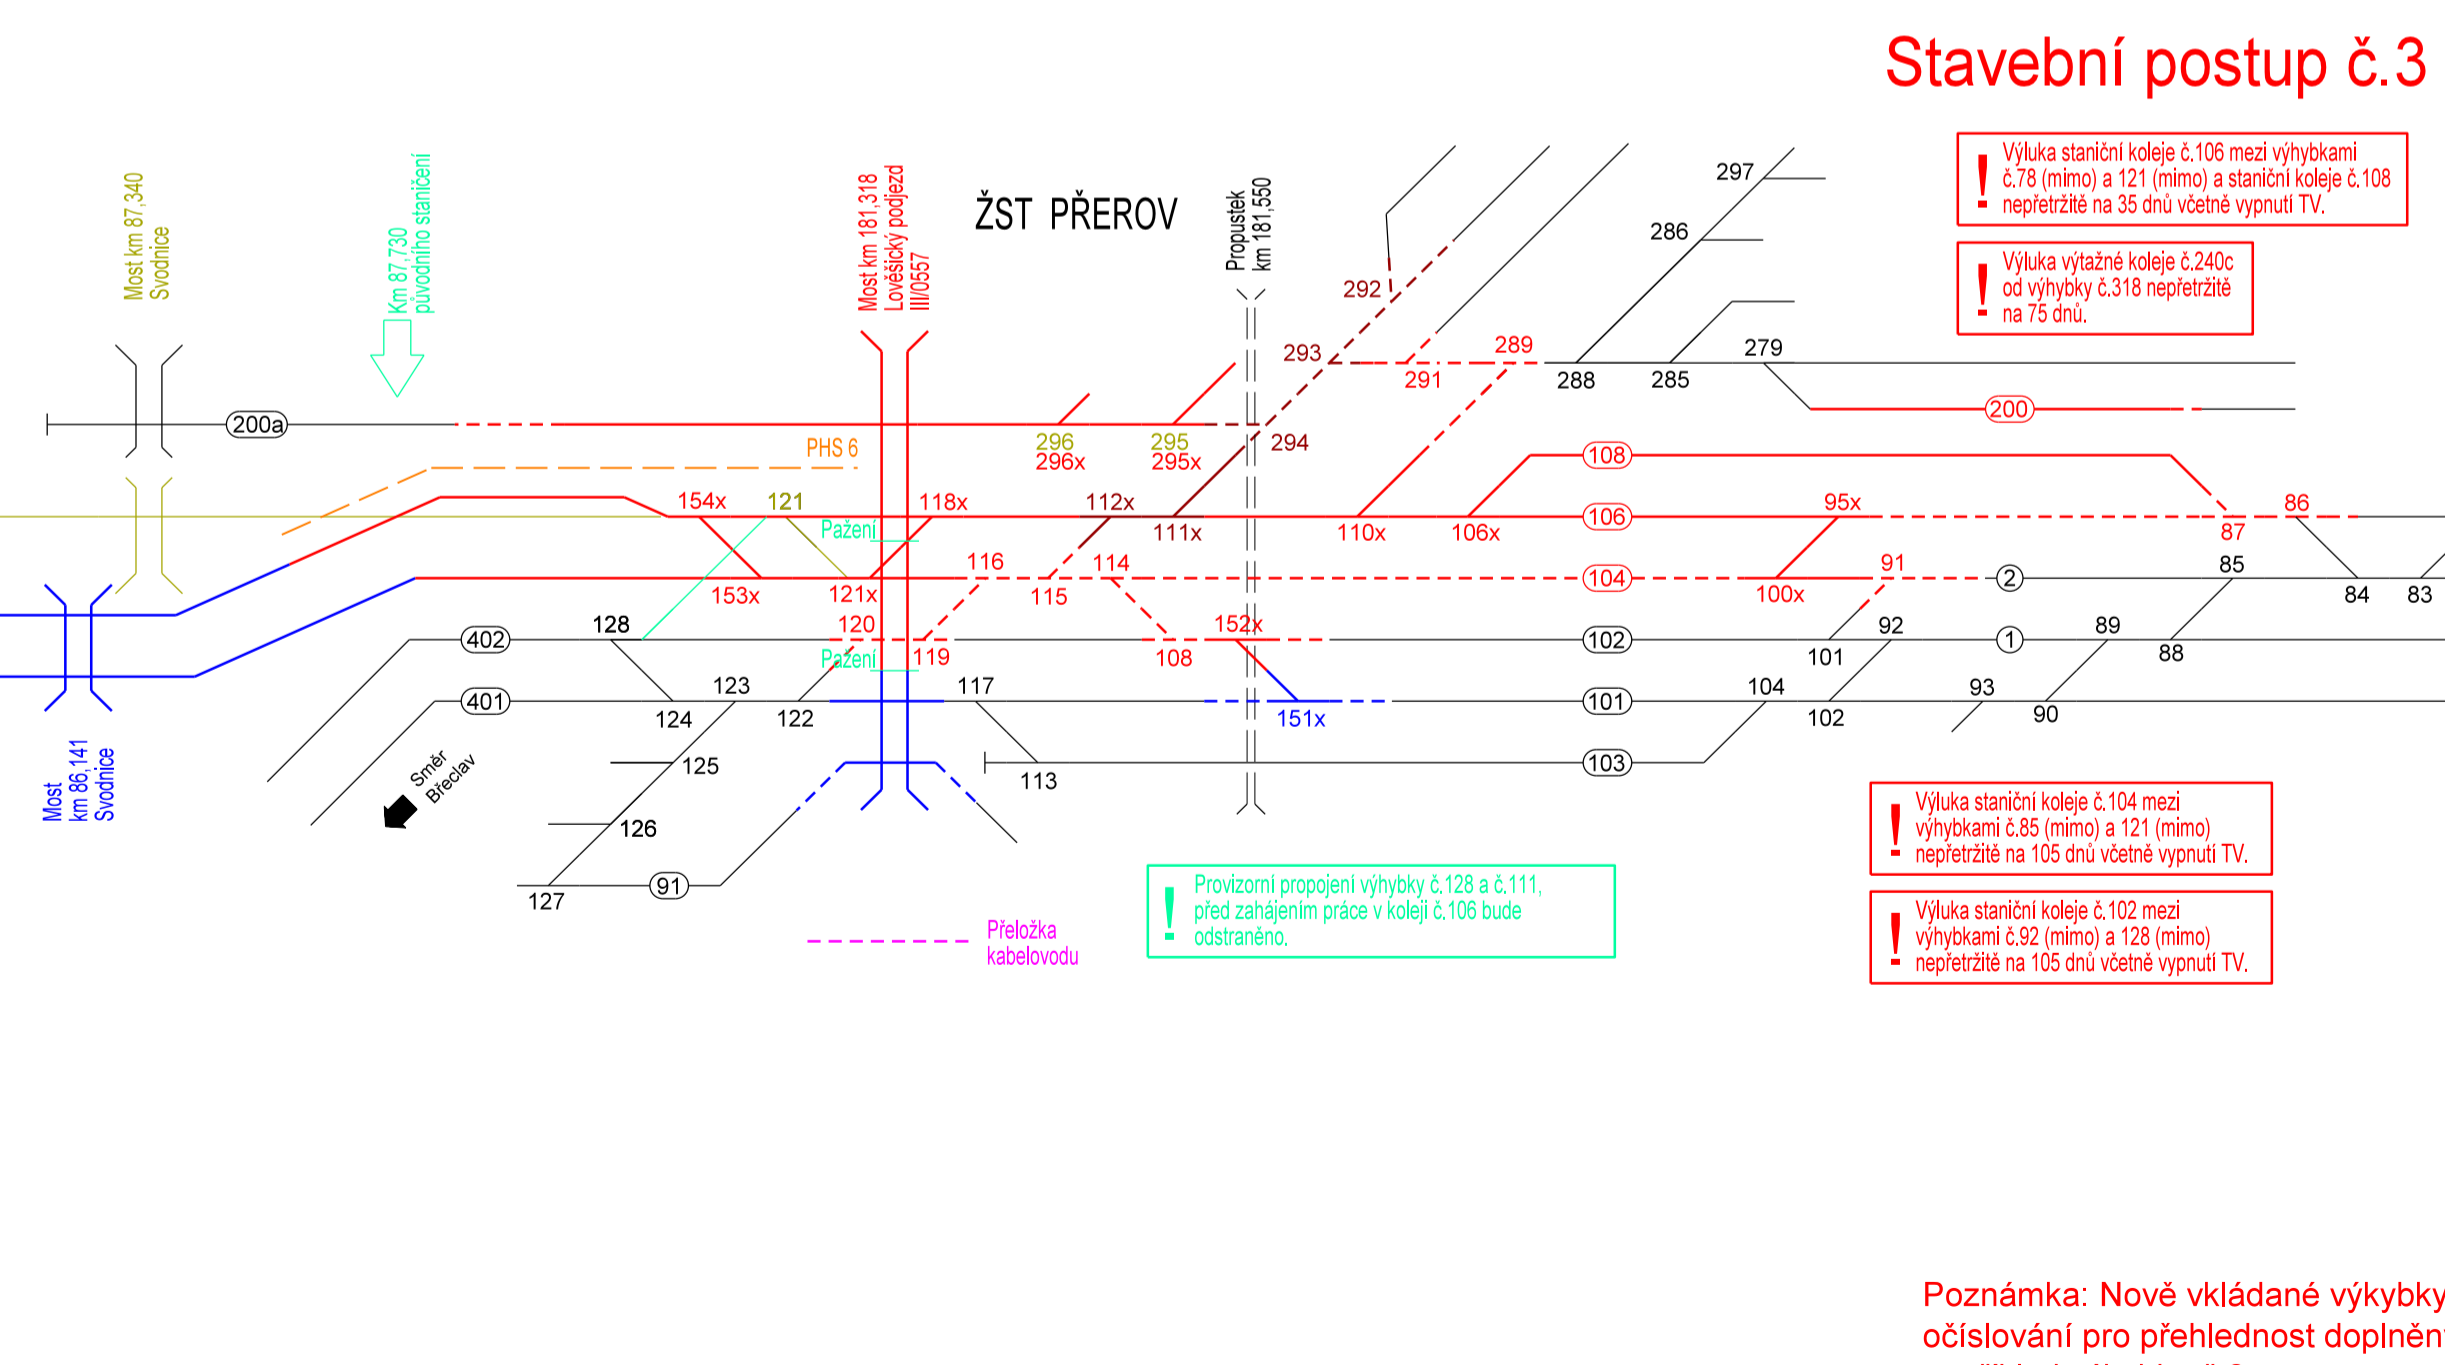 Stavební postup č.3
! Výluka staniční koleje č.106 mezi výhybkami
č.78 (mimo) a 121 (mimo) a staniční koleje č.108
nepřetržitě na 35 dnů včetně vypnutí TV.
! Výluka výtažné koleje č.240c
od výhybky č.318 nepřetržitě
na 75 dnů.
Most km 87,340
Svodnice
Km 87,730
původního staničení
Most km 181,318
Lověšický podjezd
III/0557
ŽST PŘEROV
Propustek
km 181,550
297
286
292
293
291
289
288
285
279
200a
296
296x
295
295x
294
200
PHS 6
108
154x
121
118x
112x
111x
110x
106x
106
95x
87
86
Pažení
153x
121x
116
115
114
104
100x
91
2
85
84
83
402
128
120
119
108
152x
102
101
92
1
89
88
Pažení
401
124
123
122
117
151x
101
104
102
93
90
Most
km 86,141
Svodnice
Směr
Břeclav
125
113
103
126
127
91
! Výluka staniční koleje č.104 mezi
výhybkami č.85 (mimo) a 121 (mimo)
nepřetržitě na 105 dnů včetně vypnutí TV.
! Provizorní propojení výhybky č.128 a č.111,
před zahájením práce v koleji č.106 bude
odstraněno.
! Výluka staniční koleje č.102 mezi
výhybkami č.92 (mimo) a 128 (mimo)
nepřetržitě na 105 dnů včetně vypnutí TV.
Přeložka
kabelovodu
Poznámka: Nově vkládané výkybky
očíslování pro přehlednost doplněn